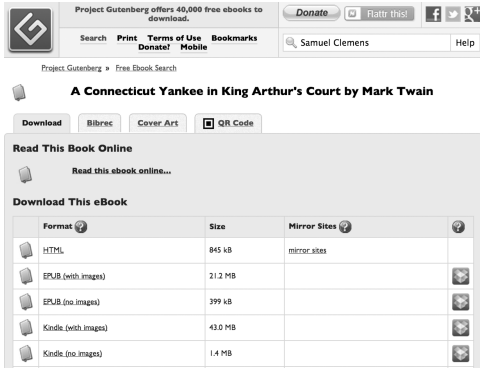 Project Gutenberg offers 40,000 free ebooks to
download.
Donate
Flattr this!
Search Print Terms of Use Bookmarks
Donate? Mobile
Samuel Clemens
Help
Project Gutenberg » Free Ebook Search
A Connecticut Yankee in King Arthur's Court by Mark Twain
Download Bibrec Cover Art QR Code
Read This Book Online
Read this ebook online...
Download This eBook
Format ? Size Mirror Sites ? ?
HTML 845 kB mirror sites
EPUB (with images) 21.2 MB
EPUB (no images) 399 kB
Kindle (with images) 43.0 MB
Kindle (no images) 1.4 MB